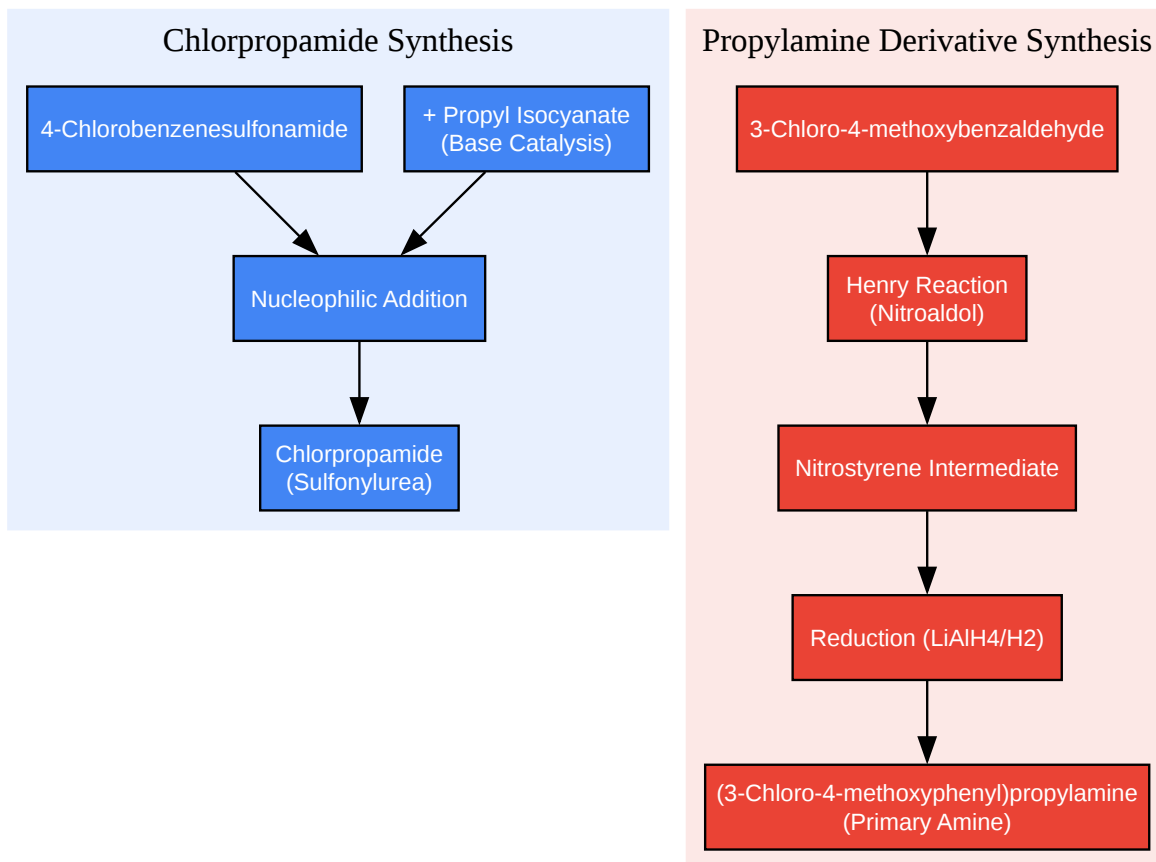 Chlorpropamide Synthesis
4-Chlorobenzenesulfonamide
+ Propyl Isocyanate
(Base Catalysis)
Nucleophilic Addition
Chlorpropamide
(Sulfonylurea)
Propylamine Derivative Synthesis
3-Chloro-4-methoxybenzaldehyde
Henry Reaction
(Nitroaldol)
Nitrostyrene Intermediate
Reduction (LiAlH4/H2)
(3-Chloro-4-methoxyphenyl)propylamine
(Primary Amine)